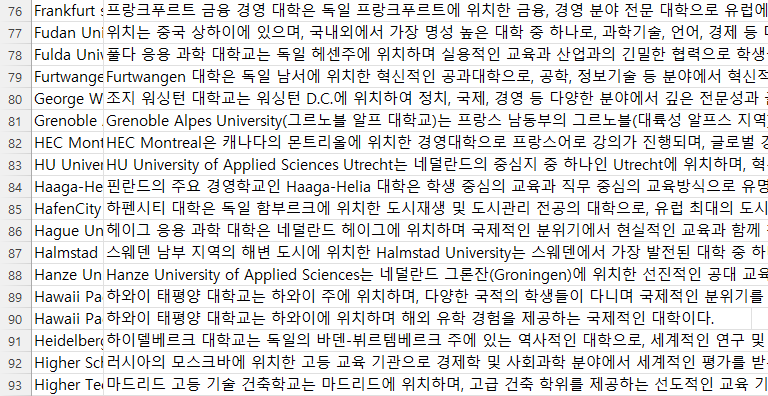 76 Frankfurt s 프랑크푸르트 금융 경영 대학은 독일 프랑크푸르트에 위치한 금융, 경영 분야 전문 대학으로 유럽에
77 Fudan Uni 위치는 중국 상하이에 있으며, 국내외에서 가장 명성 높은 대학 중 하나로, 과학기술, 언어, 경제 등 다
78 Fulda Univ 풀다 응용 과학 대학교는 독일 헤센주에 위치하며 실용적인 교육과 산업과의 긴밀한 협력으로 학생
79 Furtwange Furtwangen 대학은 독일 남서에 위치한 혁신적인 공과대학으로, 공학, 정보기술 등 분야에서 혁신적
80 George W 조지 워싱턴 대학교는 워싱턴 D.C.에 위치하여 정치, 국제, 경영 등 다양한 분야에서 깊은 전문성과
81 Grenoble Grenoble Alpes University(그르노블 알프 대학교)는 프랑스 남동부의 그르노블(대륙성 알프스 지역
82 HEC Mont HEC Montreal은 캐나다의 몬트리올에 위치한 경영대학으로 프랑스어로 강의가 진행되며, 글로벌
83 HU Univer HU University of Applied Sciences Utrecht는 네덜란드의 중심지 중 하나인 Utrecht에 위치하며,
84 Haaga-He 핀란드의 주요 경영학교인 Haaga-Helia 대학은 학생 중심의 교육과 직무 중심의 교육방식으로 유명
85 HafenCity 하펜시티 대학은 독일 함부르크에 위치한 도시재생 및 도시관리 전공의 대학으로, 유럽 최대의 도시
86 Hague Un 헤이그 응용 과학 대학은 네덜란드 헤이그에 위치하며 국제적인 분위기에서 현실적인 교육과 함께
87 Halmstad 스웨덴 남부 지역의 해변 도시에 위치한 Halmstad University는 스웨덴에서 가장 발전된 대학 중 하
88 Hanze Un Hanze University of Applied Sciences는 네덜란드 그론잔(Groningen)에 위치한 선진적인 공대 교육
89 Hawaii Pa 하와이 태평양 대학교는 하와이 주에 위치하며, 다양한 국적의 학생들이 다니며 국제적인 분위기를
90 Hawaii Pa 하와이 태평양 대학교는 하와이에 위치하며 해외 유학 경험을 제공하는 국제적인 대학이다.
91 Heidelberg 하이델베르크 대학교는 독일의 바덴-뷔르템베르크 주에 있는 역사적인 대학으로, 세계적인 연구 및
92 Higher Scl 러시아의 모스크바에 위치한 고등 교육 기관으로 경제학 및 사회과학 분야에서 세계적인 평가를 받
93 Higher Te 마드리드 고등 기술 건축학교는 마드리드에 위치하며, 고급 건축 학위를 제공하는 선도적인 교육 기